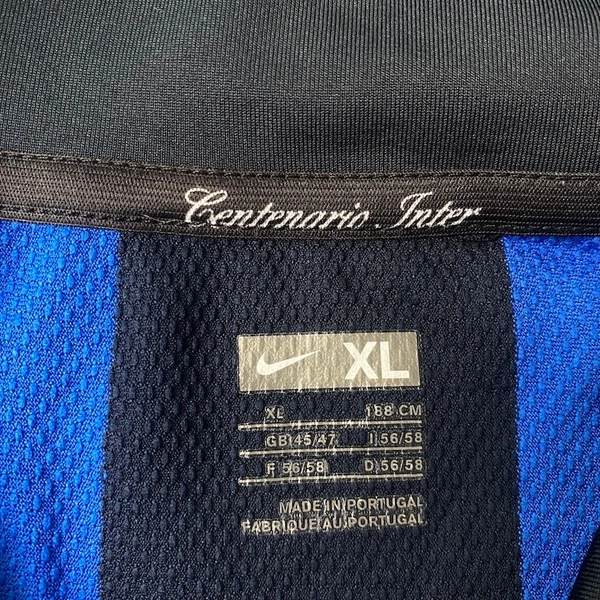 Centenario Inter
XL
XL 188 CM
GB 45/47 I 56/58
F 56/58 D 56/58
MADE IN PORTUGAL
FABRIQUE AU PORTUGAL